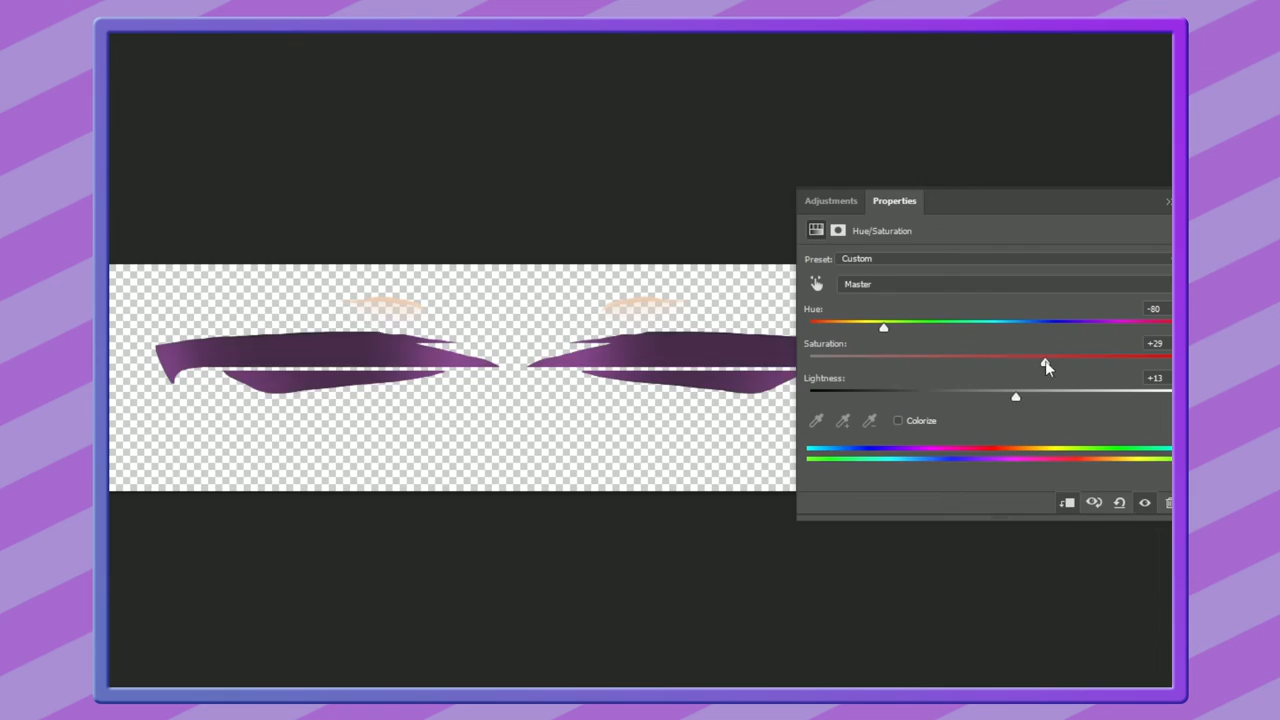 Adjustments Properties
Hue/Saturation
Preset: Custom
Master
Hue: -80
Saturation: +29
Lightness: +13
Colorize